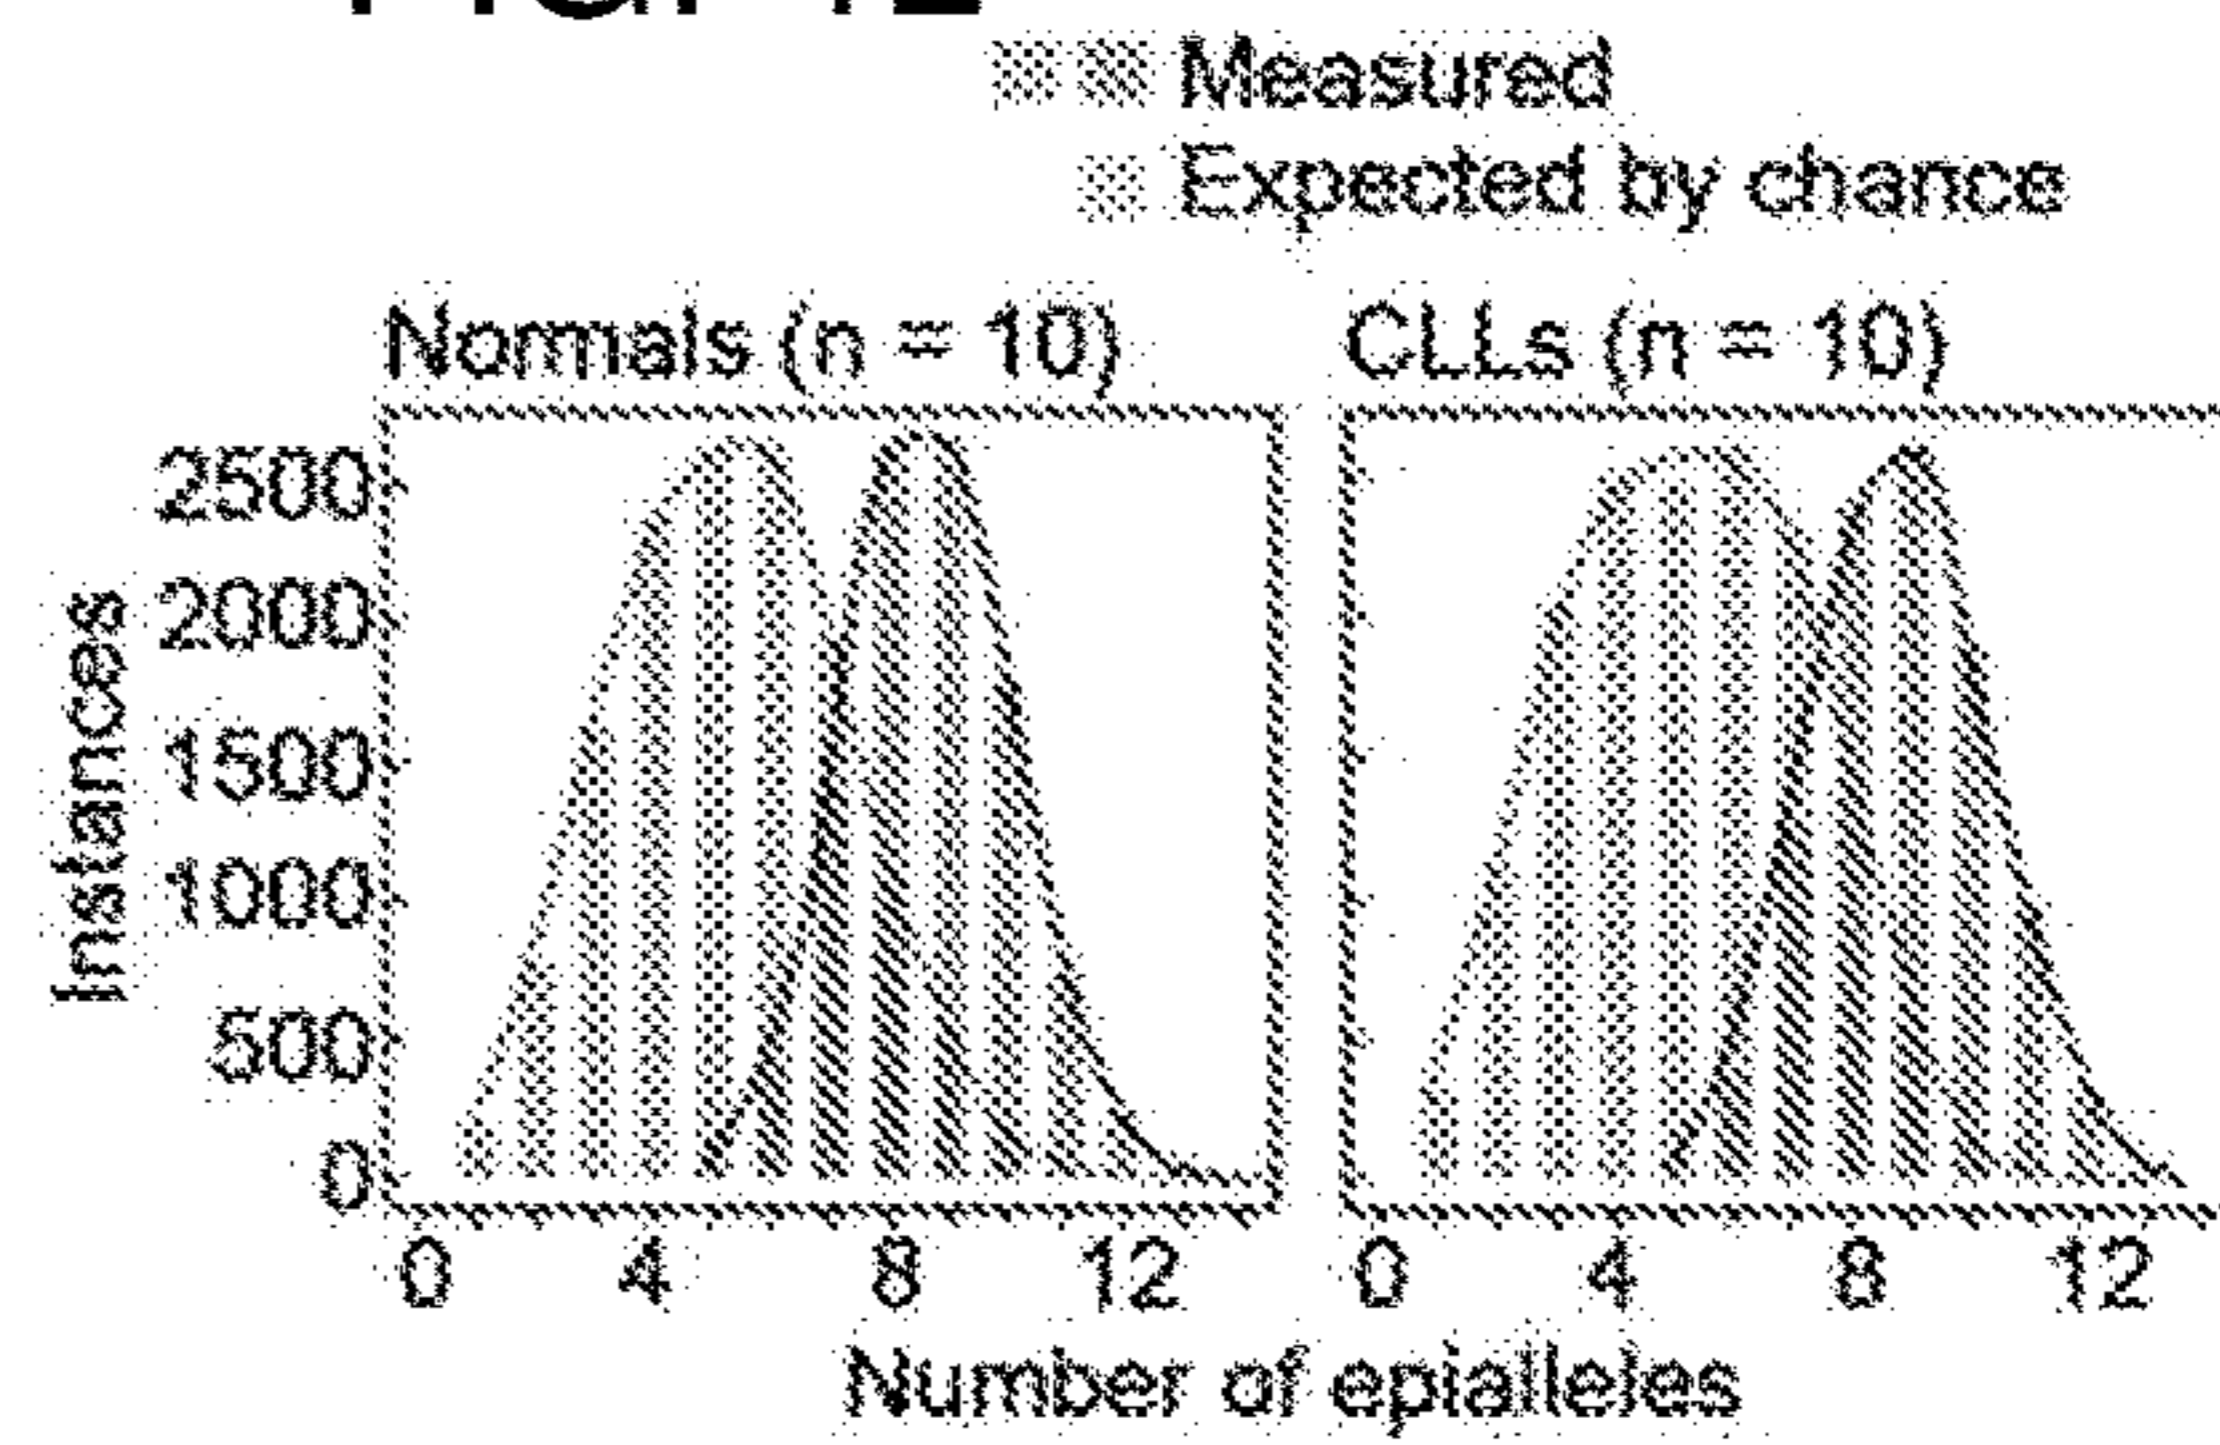 Measured
Expected by chance
Normals (n = 10)
CLLs (n = 10)
Instances
2500
2000
1500
1000
500
0
0 4 8 12
0 4 8 12
Number of epialleles